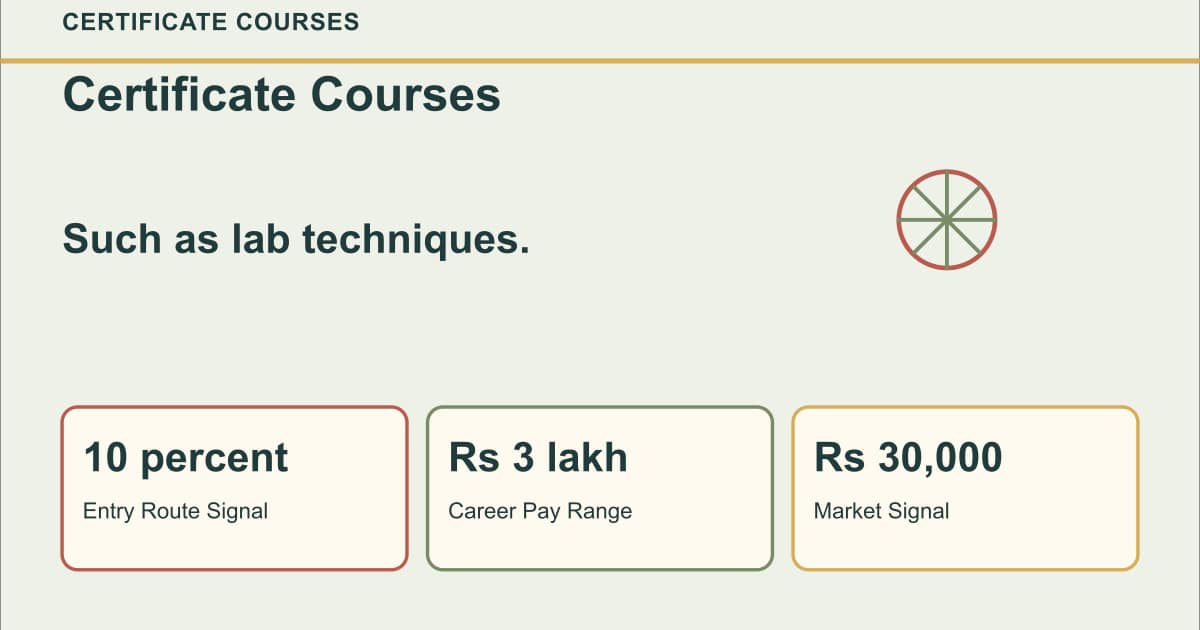 CERTIFICATE COURSES
Certificate Courses
Such as lab techniques.
10 percent
Entry Route Signal
Rs 3 lakh
Career Pay Range
Rs 30,000
Market Signal